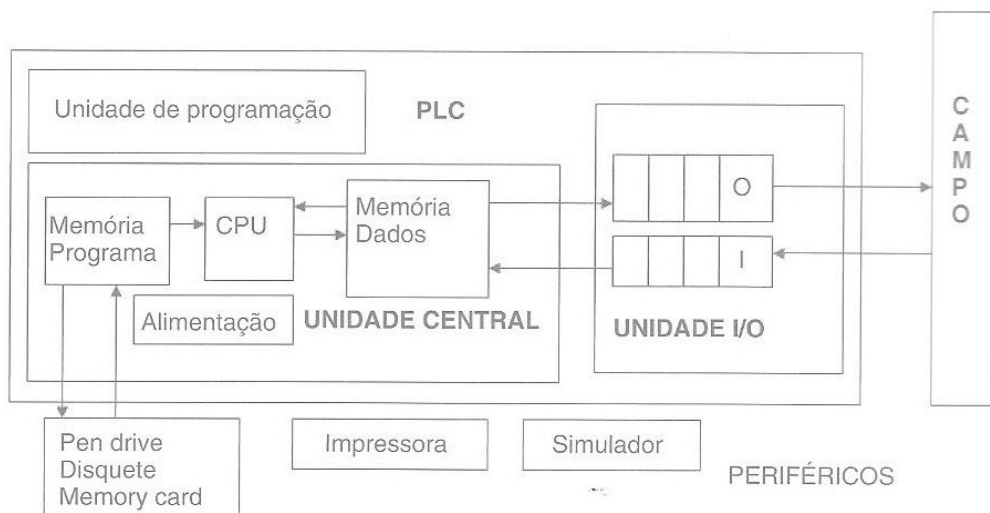 Unidade de programação
PLC
C
A
M
P
O
Memória
Programa
CPU
Memória
Dados
O
I
Alimentação
UNIDADE CENTRAL
UNIDADE I/O
Pen drive
Disquete
Memory card
Impressora
Simulador
PERIFÉRICOS